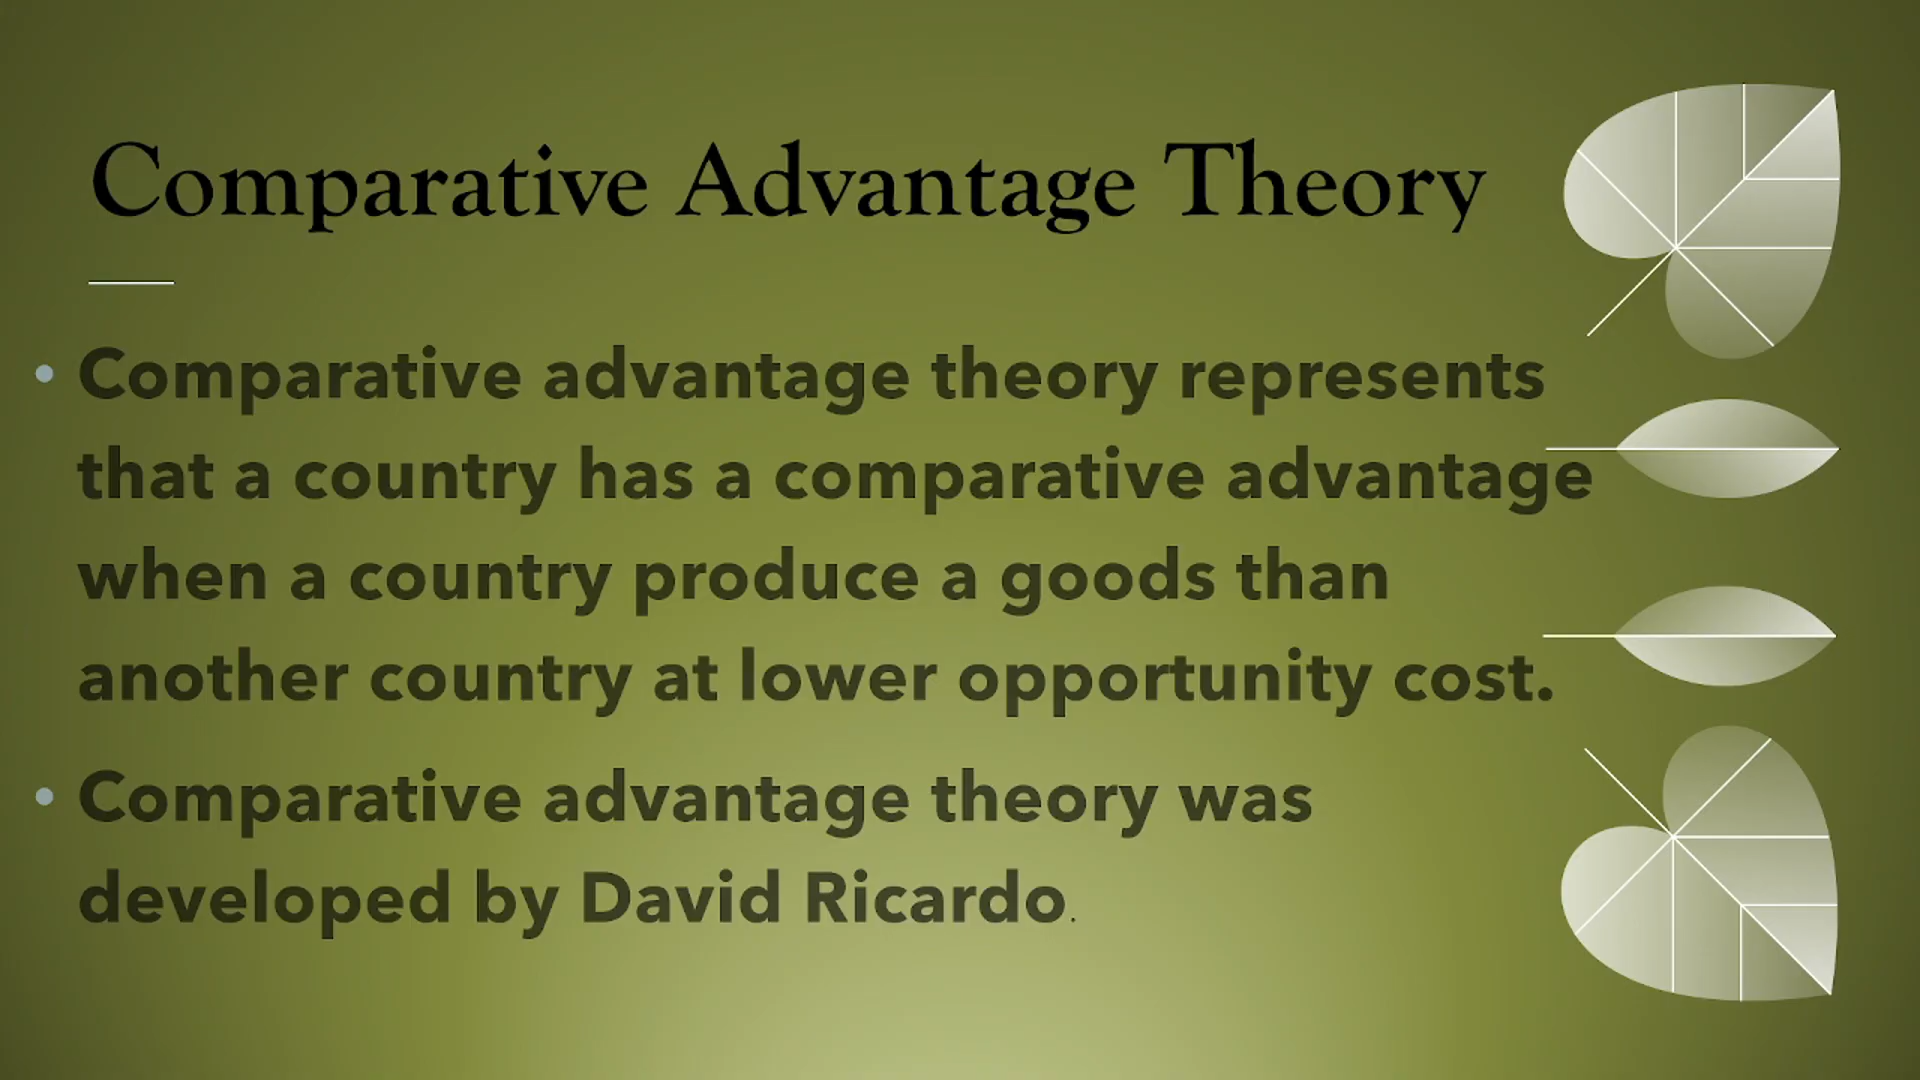 Comparative Advantage Theory
• Comparative advantage theory represents
that a country has a comparative advantage
when a country produce a goods than
another country at lower opportunity cost.
• Comparative advantage theory was
developed by David Ricardo.